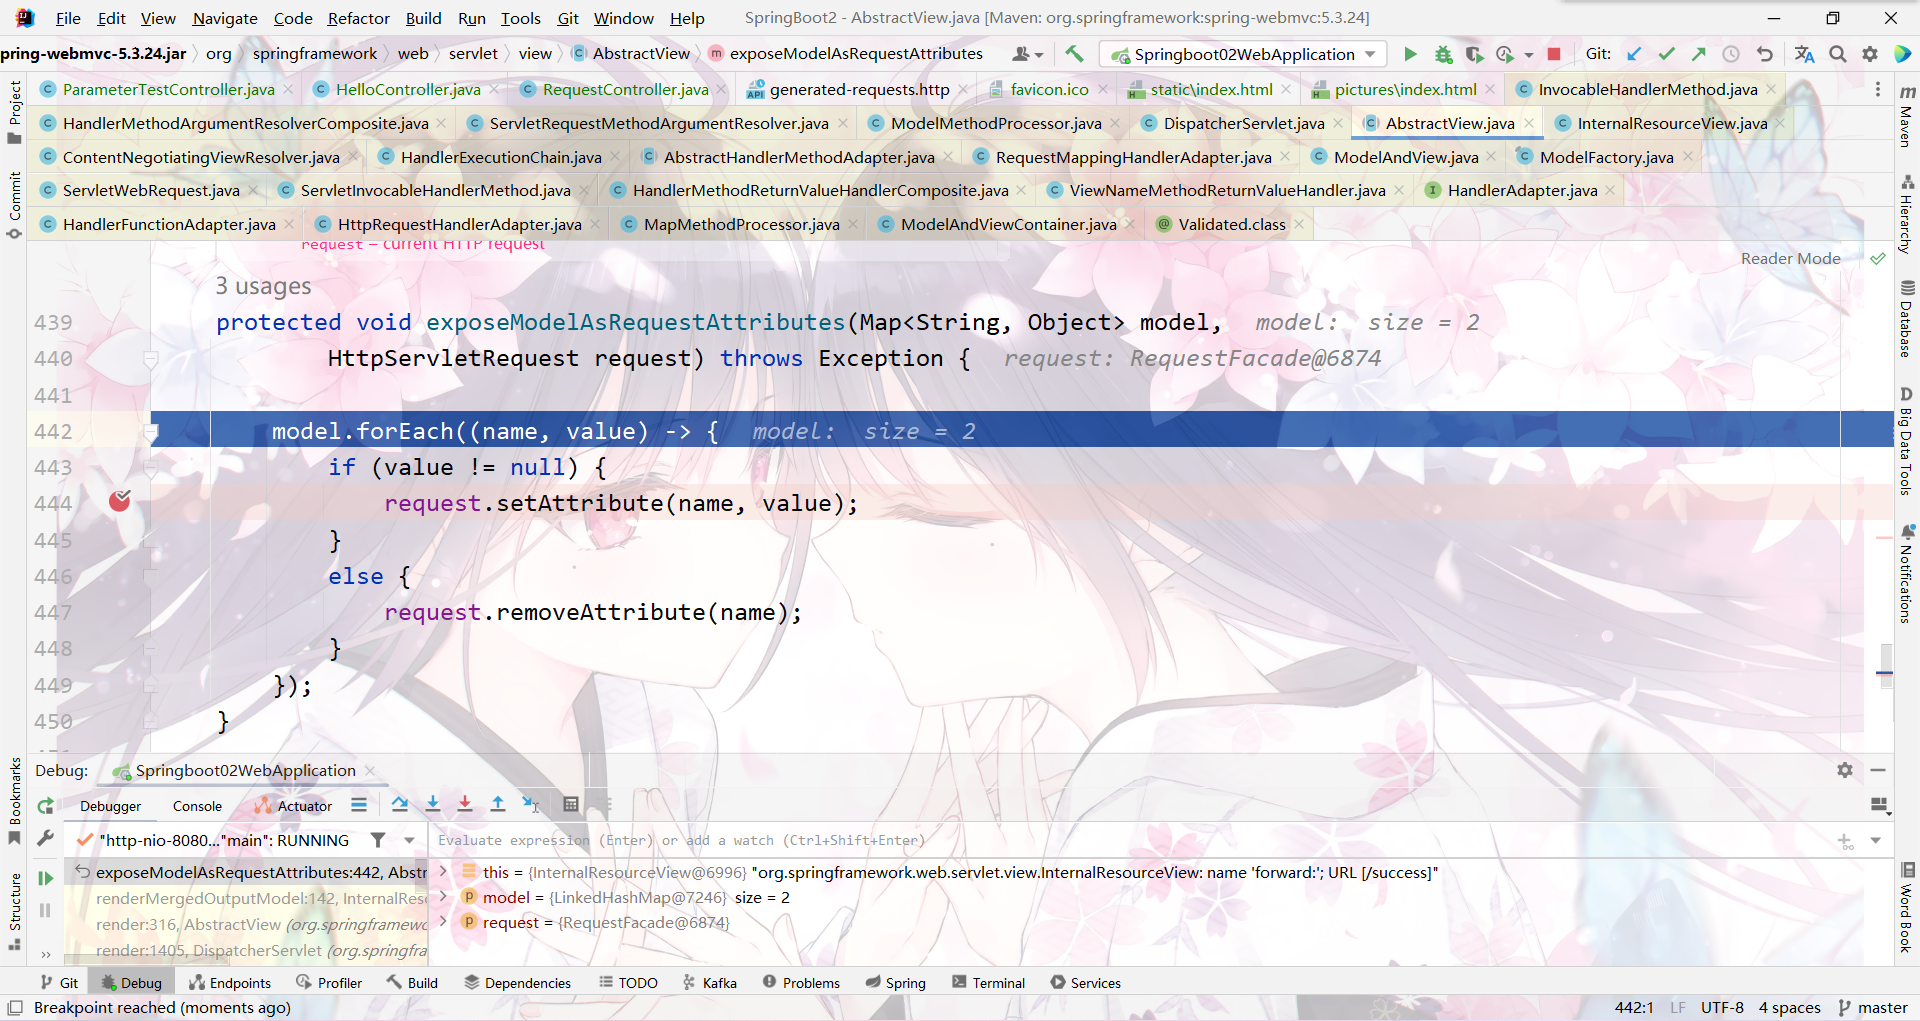 File Edit View Navigate Code Refactor Build Run Tools Git Window Help SpringBoot2 - AbstractView.java [Maven: org.springframework:spring-webmvc:5.3.24]
pring-webmvc-5.3.24.jar org springframework web servlet view AbstractView exposeModelAsRequestAttributes Springboot02WebApplication Git:
ParameterTestController.java HelloController.java RequestController.java generated-requests.http favicon.ico static\index.html pictures\index.html InvocableHandlerMethod.java
HandlerMethodArgumentResolverComposite.java ServletRequestMethodArgumentResolver.java ModelMethodProcessor.java DispatcherServlet.java AbstractView.java InternalResourceView.java
ContentNegotiatingViewResolver.java HandlerExecutionChain.java AbstractHandlerMethodAdapter.java RequestMappingHandlerAdapter.java ModelAndView.java ModelFactory.java
ServletWebRequest.java ServletInvocableHandlerMethod.java HandlerMethodReturnValueHandlerComposite.java ViewNameMethodReturnValueHandler.java HandlerAdapter.java
HandlerFunctionAdapter.java HttpRequestHandlerAdapter.java MapMethodProcessor.java ModelAndViewContainer.java Validated.class
request – current HTTP request
Reader Mode
3 usages
439 protected void exposeModelAsRequestAttributes(Map<String, Object> model, model: size = 2
440 HttpServletRequest request) throws Exception { request: RequestFacade@6874
441
442 model.forEach((name, value) -> { model: size = 2
443 if (value != null) {
444 request.setAttribute(name, value);
445 }
446 else {
447 request.removeAttribute(name);
448 }
449 });
450 }
Project
Commit
Bookmarks
Structure
Maven
Hierarchy
Database
Big Data Tools
Notifications
Word Book
Debug: Springboot02WebApplication
Debugger Console Actuator
"http-nio-8080..."main": RUNNING
Evaluate expression (Enter) or add a watch (Ctrl+Shift+Enter)
exposeModelAsRequestAttributes:442, Abstr
renderMergedOutputModel:142, InternalReso
render:316, AbstractView (org.springframewo
render:1405, DispatcherServlet (org.springfra
this = {InternalResourceView@6996} "org.springframework.web.servlet.view.InternalResourceView: name 'forward:'; URL [/success]"
model = {LinkedHashMap@7246} size = 2
request = {RequestFacade@6874}
Git Debug Endpoints Profiler Build Dependencies TODO Kafka Problems Spring Terminal Services
Breakpoint reached (moments ago) 442:1 LF UTF-8 4 spaces master